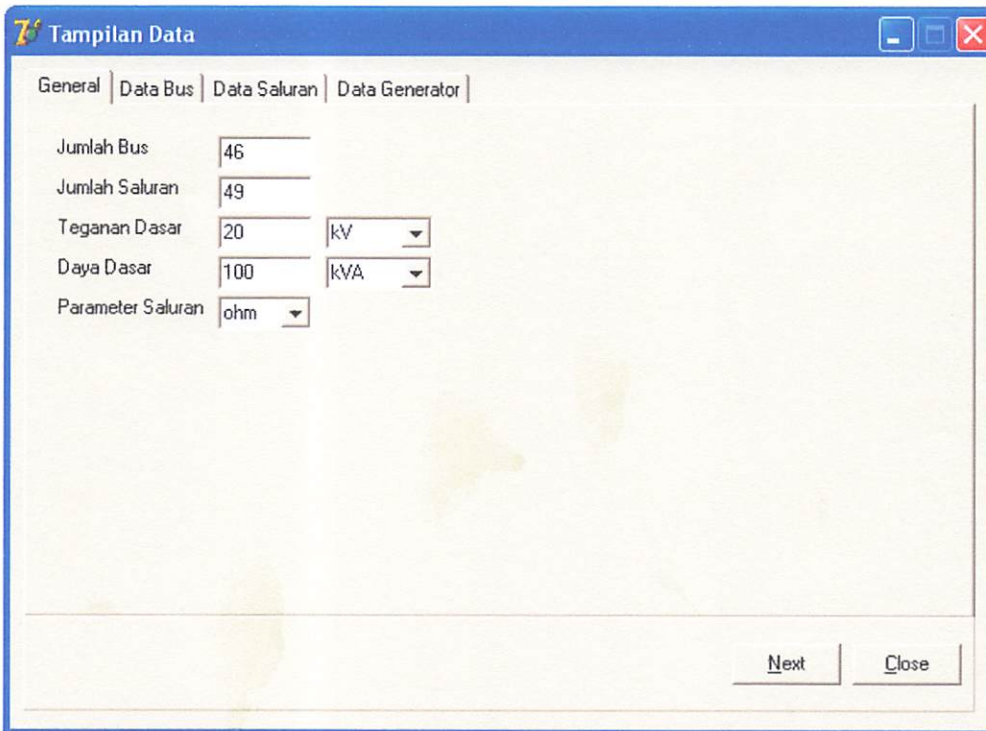 Tampilan Data
General Data Bus Data Saluran Data Generator
Jumlah Bus 46
Jumlah Saluran 49
Teganan Dasar 20 kV
Daya Dasar 100 kVA
Parameter Saluran ohm
Next Close